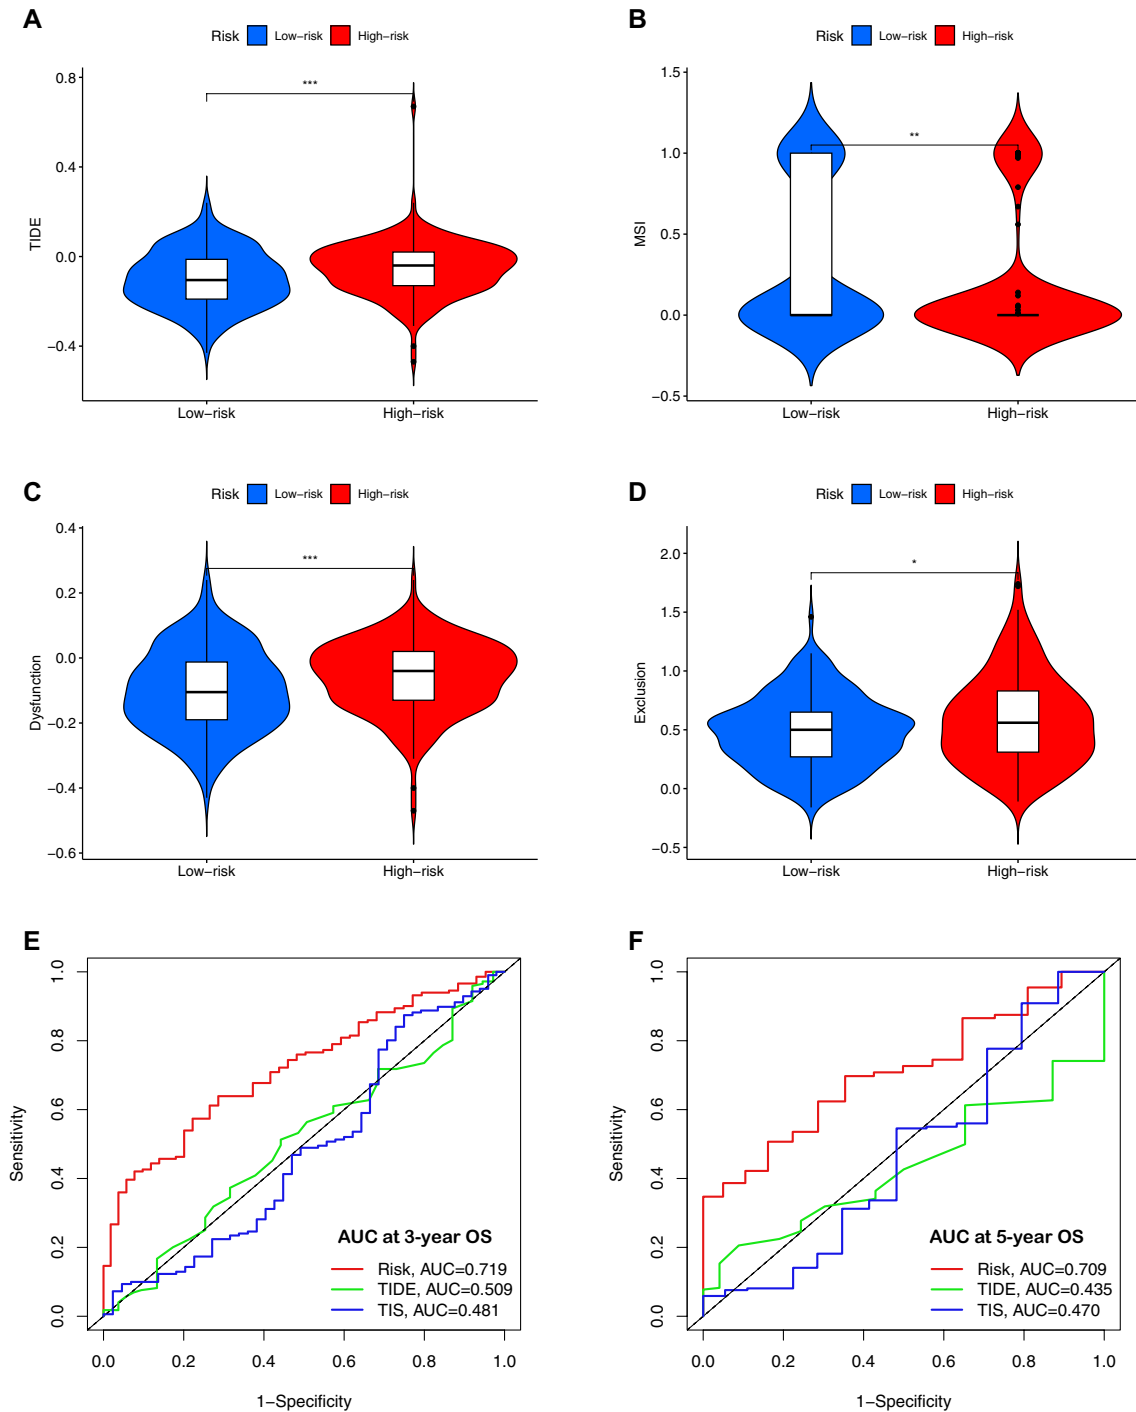 A
Risk Low-risk High-risk
TIDE
0.8
0.4
0.0
−0.4
***
Low-risk High-risk
B
Risk Low-risk High-risk
MSI
1.5
1.0
0.5
0.0
−0.5
**
Low-risk High-risk
C
Risk Low-risk High-risk
Dysfunction
0.4
0.2
0.0
−0.2
−0.4
−0.6
***
Low-risk High-risk
D
Risk Low-risk High-risk
Exclusion
2.0
1.5
1.0
0.5
0.0
−0.5
*
Low-risk High-risk
E
Sensitivity
1.0
0.8
0.6
0.4
0.2
0.0
AUC at 3-year OS
Risk, AUC=0.719
TIDE, AUC=0.509
TIS, AUC=0.481
0.0 0.2 0.4 0.6 0.8 1.0
1−Specificity
F
Sensitivity
1.0
0.8
0.6
0.4
0.2
0.0
AUC at 5-year OS
Risk, AUC=0.709
TIDE, AUC=0.435
TIS, AUC=0.470
0.0 0.2 0.4 0.6 0.8 1.0
1−Specificity